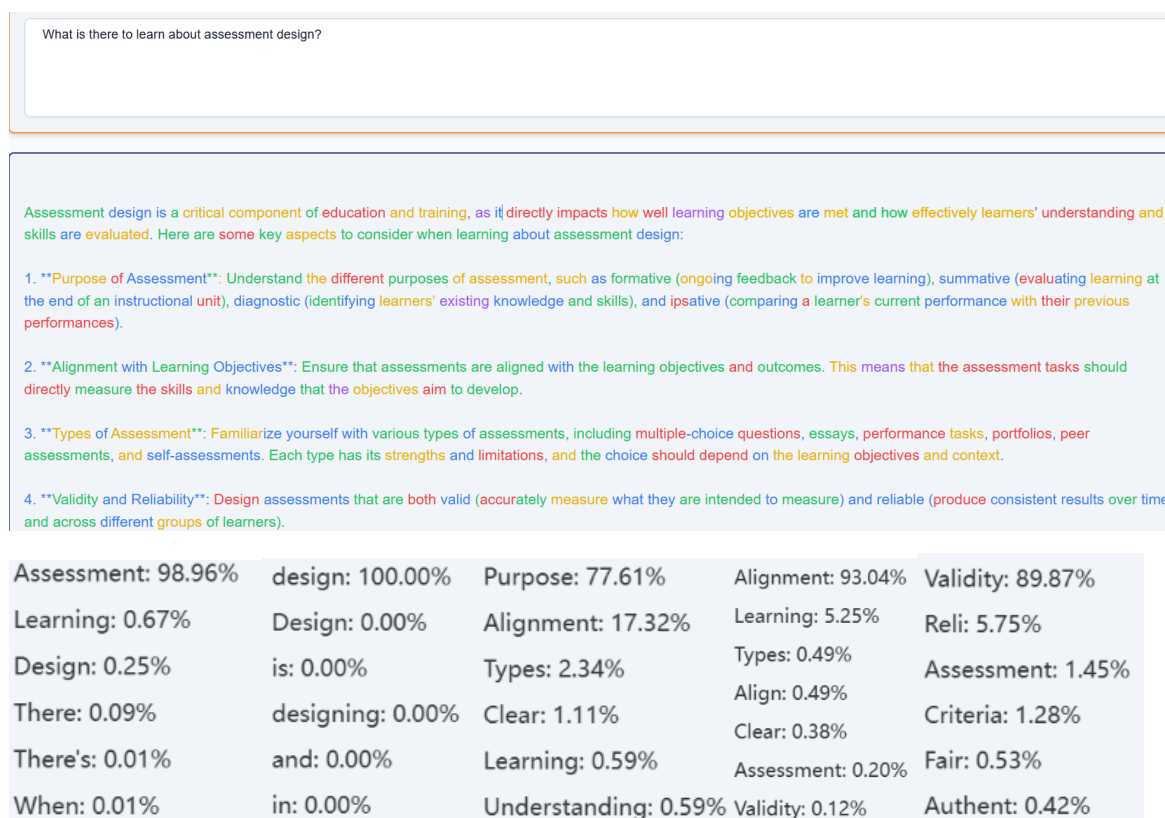 What is there to learn about assessment design?
Assessment design is a critical component of education and training, as it directly impacts how well learning objectives are met and how effectively learners' understanding and
skills are evaluated. Here are some key aspects to consider when learning about assessment design:
1. **Purpose of Assessment**: Understand the different purposes of assessment, such as formative (ongoing feedback to improve learning), summative (evaluating learning at
the end of an instructional unit), diagnostic (identifying learners' existing knowledge and skills), and ipsative (comparing a learner's current performance with their previous
performances).
2. **Alignment with Learning Objectives**: Ensure that assessments are aligned with the learning objectives and outcomes. This means that the assessment tasks should
directly measure the skills and knowledge that the objectives aim to develop.
3. **Types of Assessment**: Familiarize yourself with various types of assessments, including multiple-choice questions, essays, performance tasks, portfolios, peer
assessments, and self-assessments. Each type has its strengths and limitations, and the choice should depend on the learning objectives and context.
4. **Validity and Reliability**: Design assessments that are both valid (accurately measure what they are intended to measure) and reliable (produce consistent results over time
and across different groups of learners).
Assessment: 98.96%
Learning: 0.67%
Design: 0.25%
There: 0.09%
There's: 0.01%
When: 0.01%
design: 100.00%
Design: 0.00%
is: 0.00%
designing: 0.00%
and: 0.00%
in: 0.00%
Purpose: 77.61%
Alignment: 17.32%
Types: 2.34%
Clear: 1.11%
Learning: 0.59%
Understanding: 0.59%
Alignment: 93.04%
Learning: 5.25%
Types: 0.49%
Align: 0.49%
Clear: 0.38%
Assessment: 0.20%
Validity: 0.12%
Validity: 89.87%
Reli: 5.75%
Assessment: 1.45%
Criteria: 1.28%
Fair: 0.53%
Authent: 0.42%